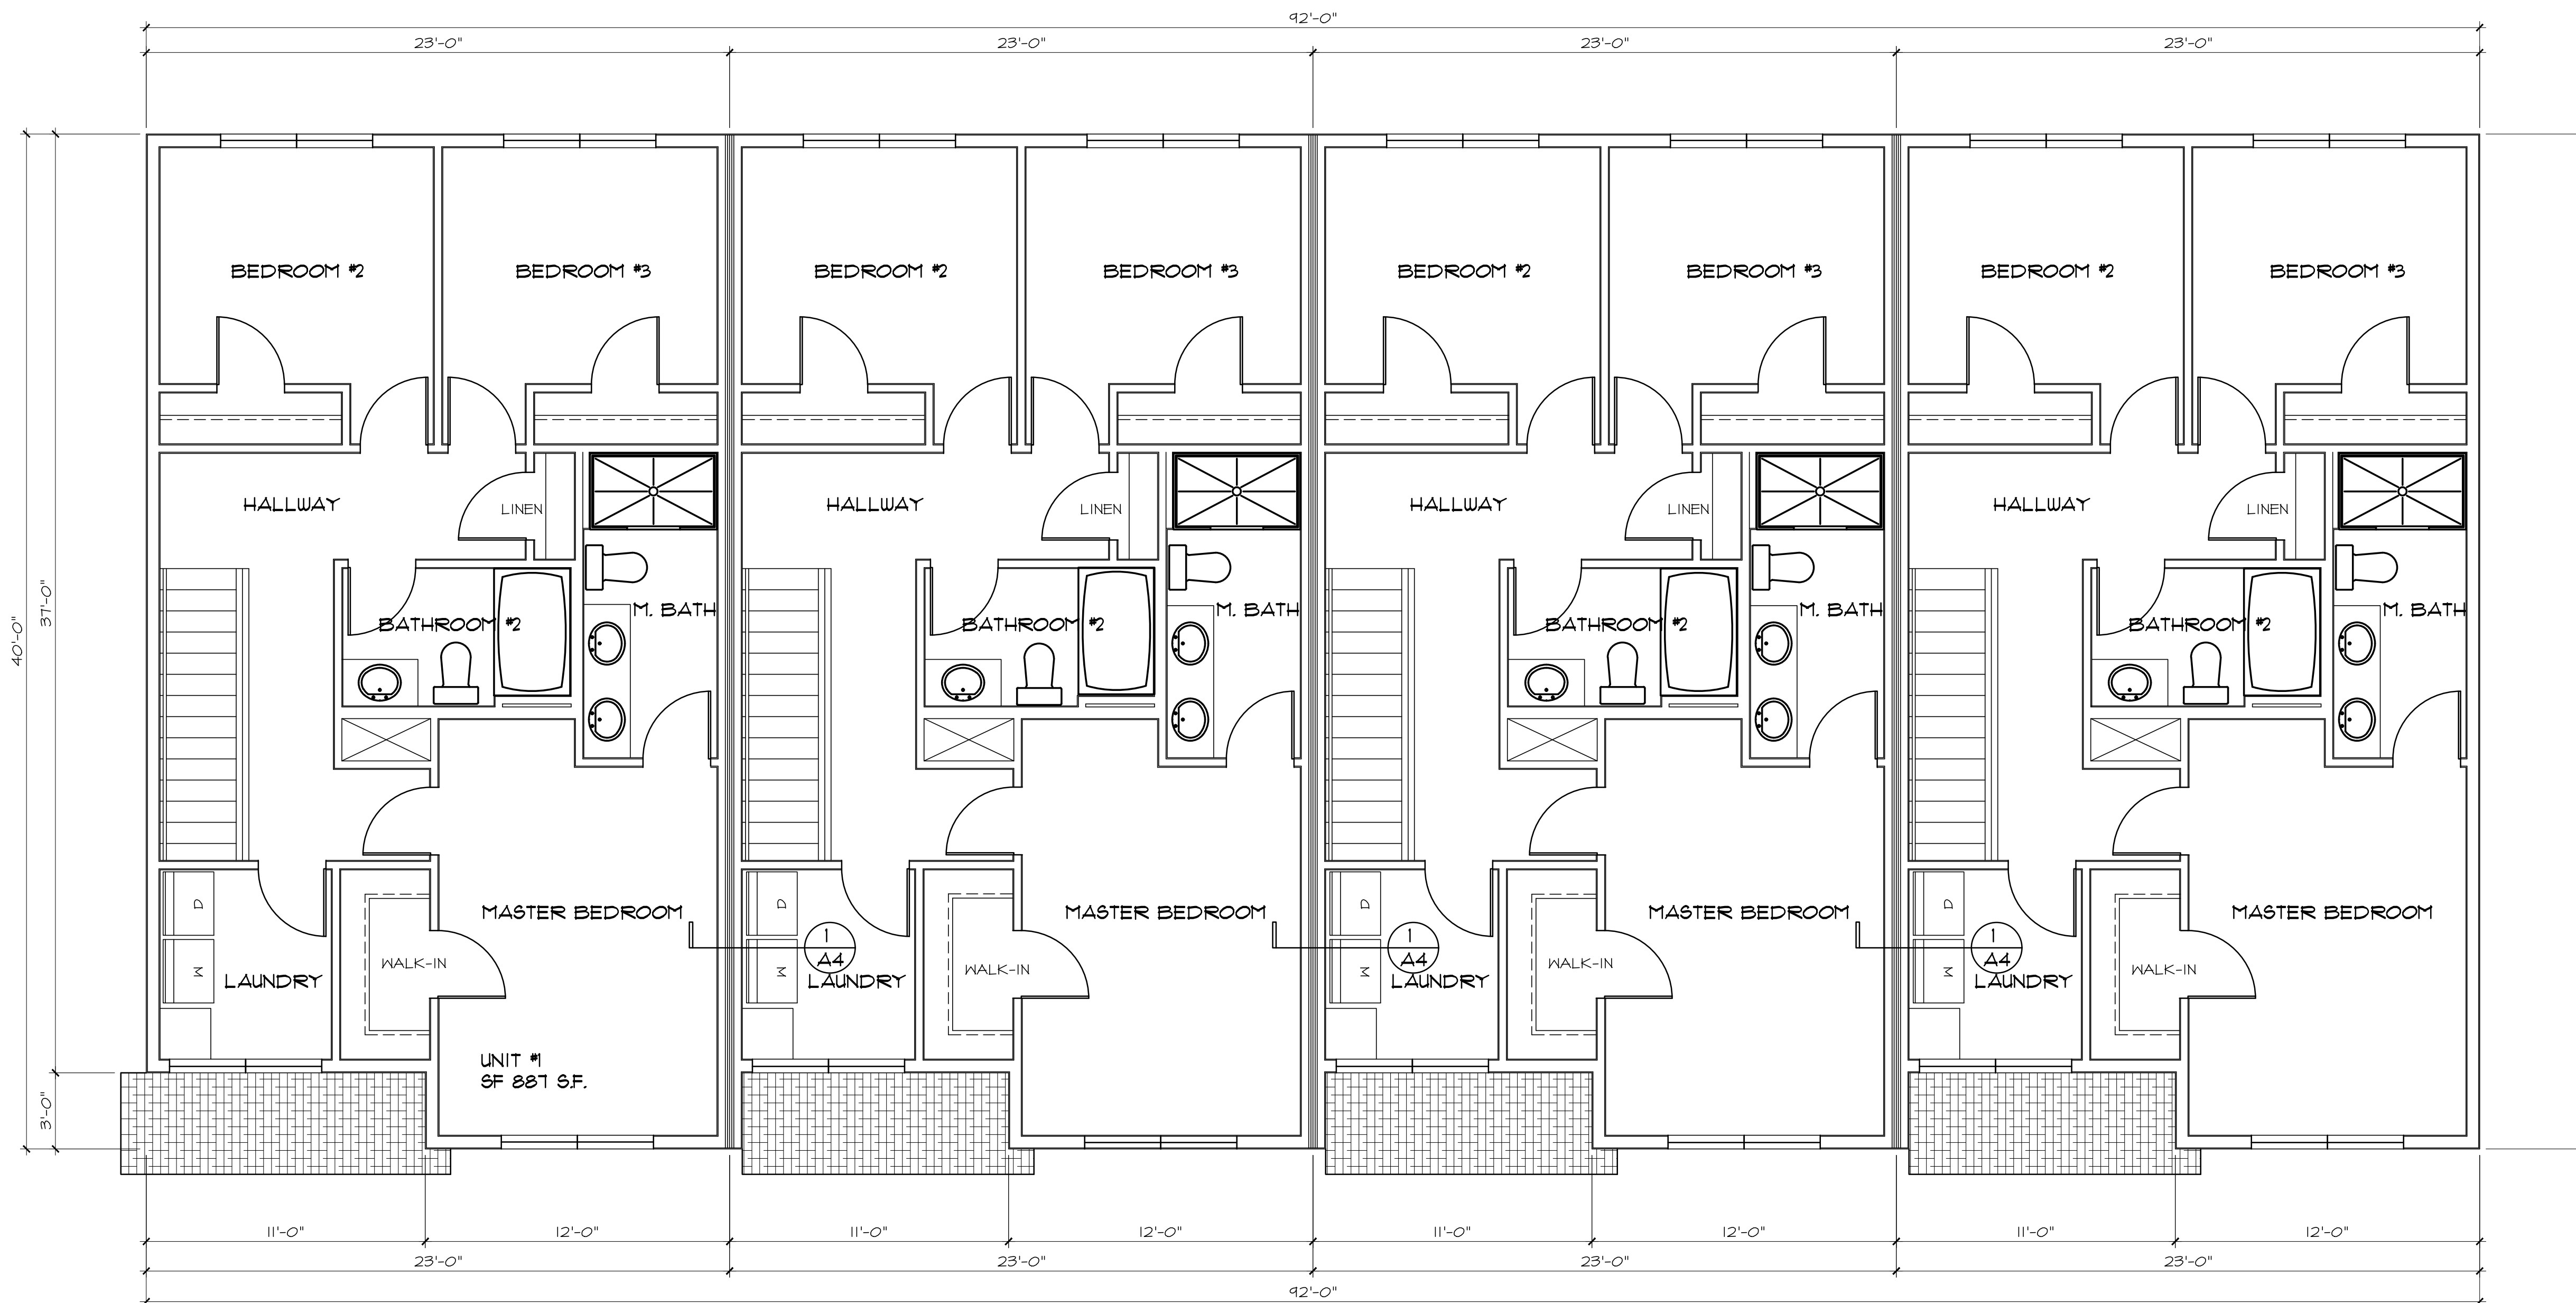 92'-0"
23'-0" 23'-0" 23'-0" 23'-0"
BEDROOM #2 BEDROOM #3 BEDROOM #2 BEDROOM #3 BEDROOM #2 BEDROOM #3 BEDROOM #2 BEDROOM #3
HALLWAY LINEN HALLWAY LINEN HALLWAY LINEN HALLWAY LINEN
40'-0" 37'-0"
M. BATH M. BATH M. BATH M. BATH
BATHROOM #2 BATHROOM #2 BATHROOM #2 BATHROOM #2
D D D D
MASTER BEDROOM MASTER BEDROOM MASTER BEDROOM MASTER BEDROOM
1 1 1
A4 A4 A4
M M M M
WALK-IN WALK-IN WALK-IN WALK-IN
LAUNDRY LAUNDRY LAUNDRY LAUNDRY
UNIT #1
SF 887 S.F.
3'-0"
11'-0" 12'-0" 11'-0" 12'-0" 11'-0" 12'-0" 11'-0" 12'-0"
23'-0" 23'-0" 23'-0" 23'-0"
92'-0"